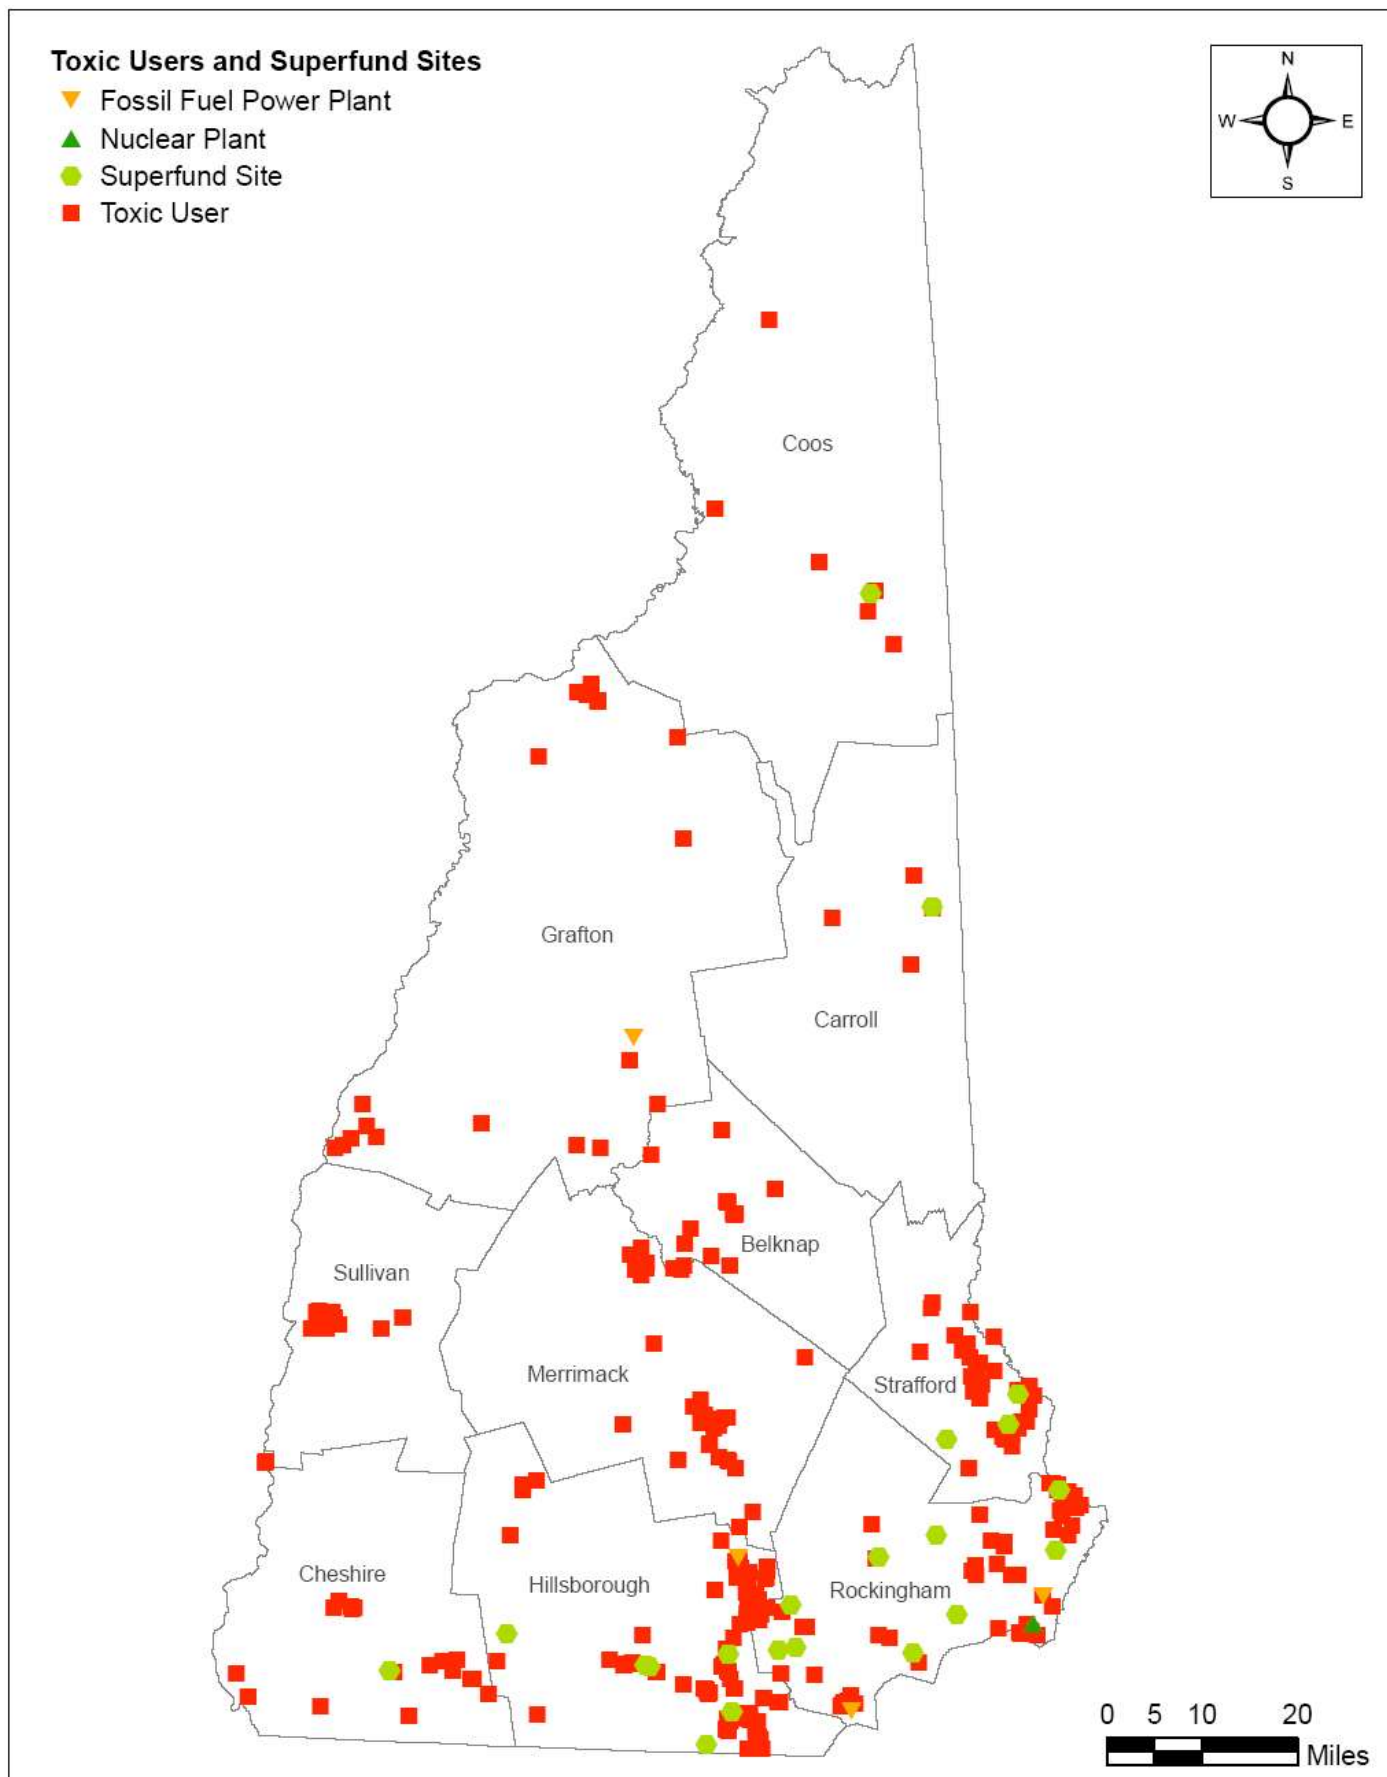 Toxic Users and Superfund Sites
Fossil Fuel Power Plant
Nuclear Plant
Superfund Site
Toxic User
N
W E
S
Coos
Grafton
Carroll
Belknap
Sullivan
Merrimack
Strafford
Cheshire
Hillsborough
Rockingham
0 5 10 20
Miles